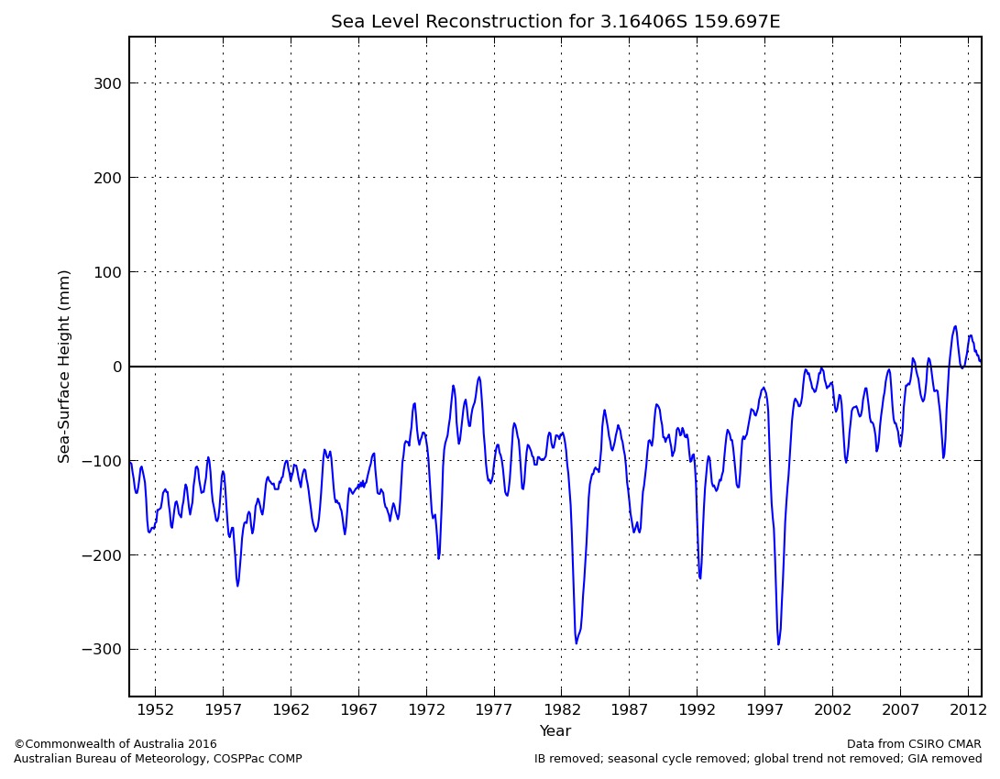 Sea Level Reconstruction for 3.16406S 159.697E
300
200
100
0
−100
−200
−300
Sea-Surface Height (mm)
1952 1957 1962 1967 1972 1977 1982 1987 1992 1997 2002 2007 2012
Year
©Commonwealth of Australia 2016
Data from CSIRO CMAR
Australian Bureau of Meteorology, COSPPac COMP
IB removed; seasonal cycle removed; global trend not removed; GIA removed